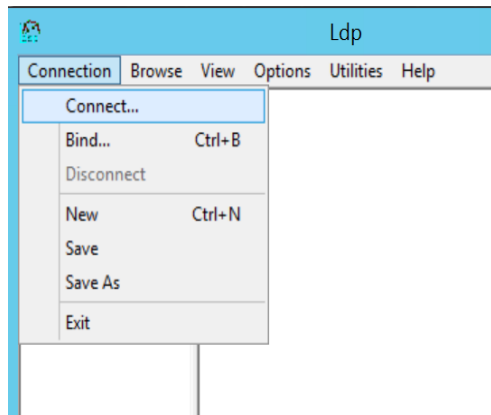 Ldp
Connection Browse View Options Utilities Help
Connect...
Bind... Ctrl+B
Disconnect
New Ctrl+N
Save
Save As
Exit